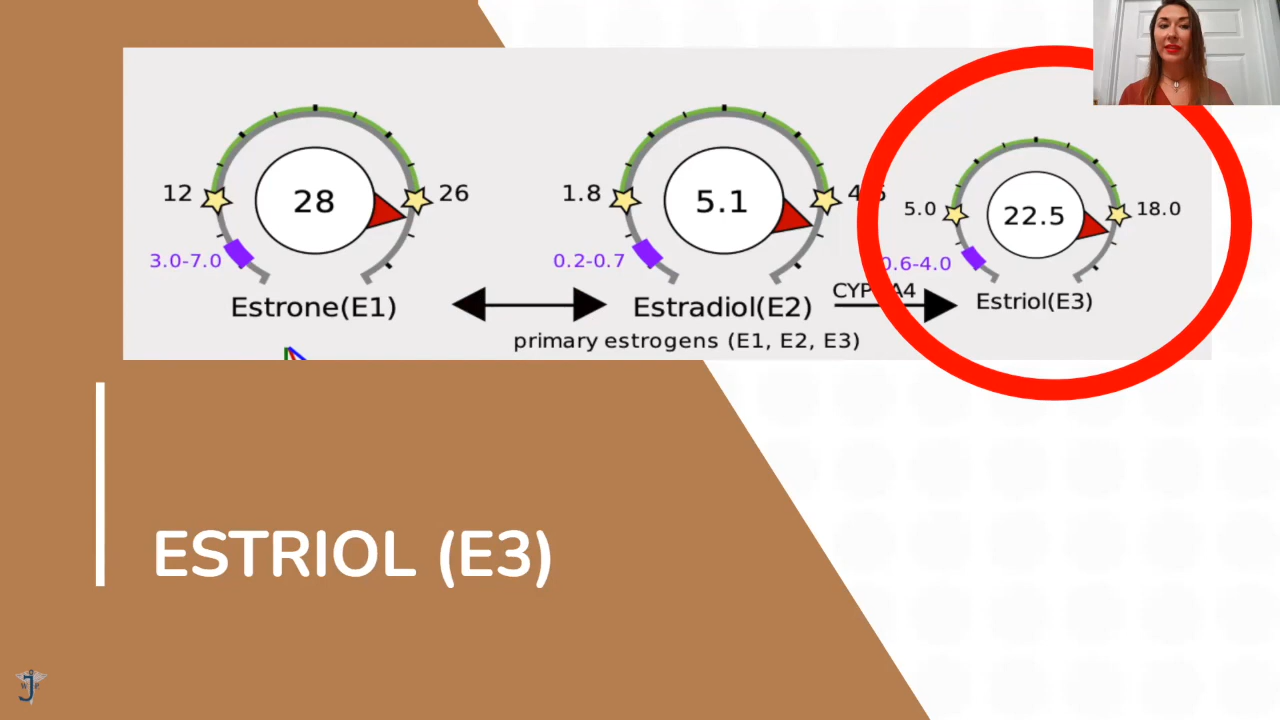 28
12
26
3.0-7.0
Estrone(E1)
5.1
1.8
0.2-0.7
Estradiol(E2)
22.5
5.0
18.0
0.6-4.0
Estriol(E3)
primary estrogens (E1, E2, E3)
ESTRIOL (E3)
J